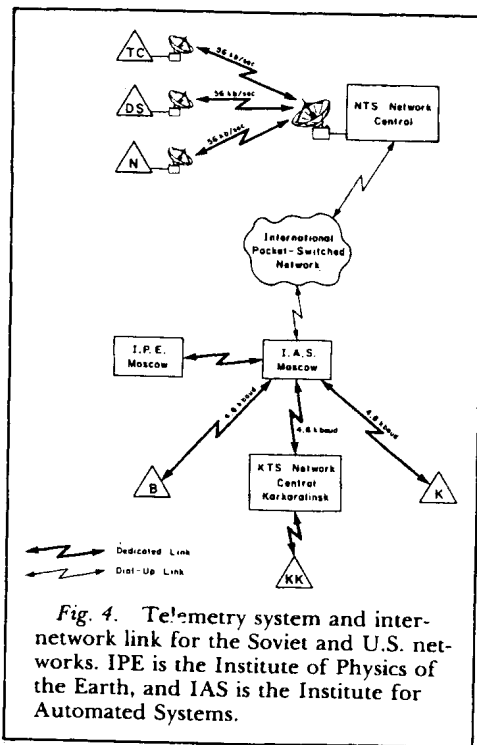 TC
56 kb/sec
DS
56 kb/sec
N
56 kb/sec
NTS Network
Central
International
Packet-Switched
Network
I.P.E.
Moscow
I.A.S.
Moscow
4.8 kbaud
4.8 kbaud
4.8 kbaud
B
KTS Network
Central
Karkaralinsk
K
KK
Dedicated Link
Dial-Up Link
Fig. 4. Telemetry system and inter-
network link for the Soviet and U.S. net-
works. IPE is the Institute of Physics of
the Earth, and IAS is the Institute for
Automated Systems.